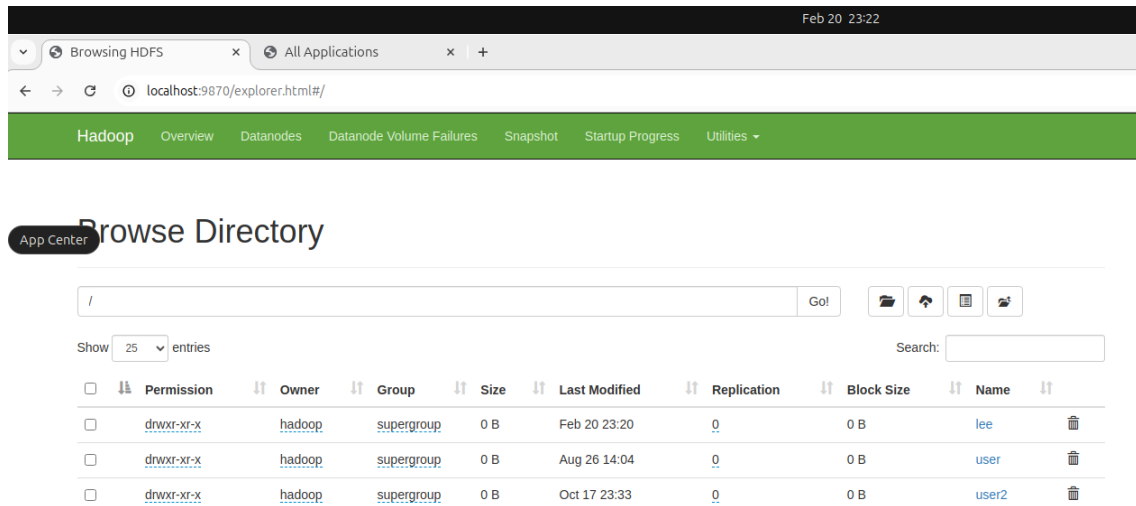 Feb 20 23:22
Browsing HDFS All Applications
localhost:9870/explorer.html#/
Hadoop Overview Datanodes Datanode Volume Failures Snapshot Startup Progress Utilities
Browse Directory
App Center
/ Go!
Show 25 entries Search:
Permission Owner Group Size Last Modified Replication Block Size Name
drwxr-xr-x hadoop supergroup 0 B Feb 20 23:20 0 0 B lee
drwxr-xr-x hadoop supergroup 0 B Aug 26 14:04 0 0 B user
drwxr-xr-x hadoop supergroup 0 B Oct 17 23:33 0 0 B user2